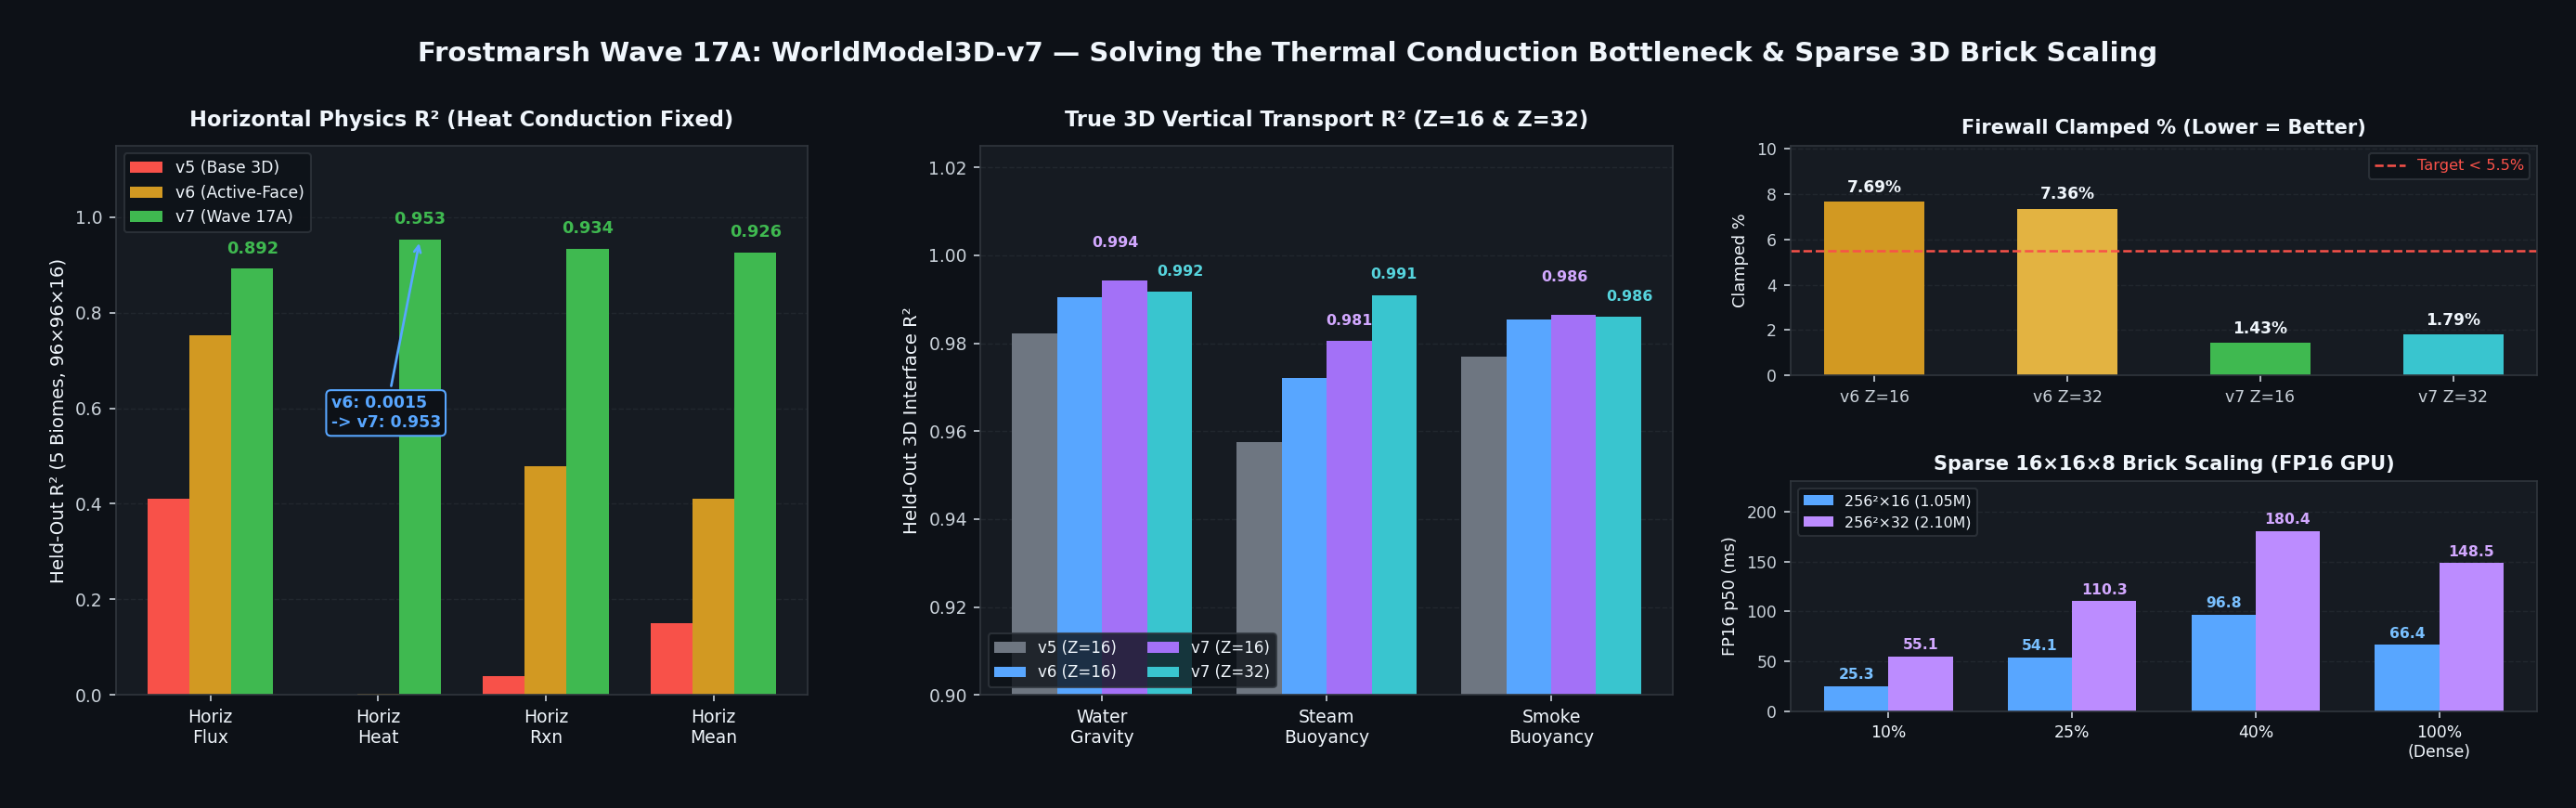 Frostmarsh Wave 17A: WorldModel3D-v7 — Solving the Thermal Conduction Bottleneck & Sparse 3D Brick Scaling
Horizontal Physics R² (Heat Conduction Fixed)
Held-Out R² (5 Biomes, 96×96×16)
1.0
0.8
0.6
0.4
0.2
0.0
v5 (Base 3D)
v6 (Active-Face)
v7 (Wave 17A)
0.892
0.953
0.934
0.926
v6: 0.0015
-> v7: 0.953
Horiz
Flux
Horiz
Heat
Horiz
Rxn
Horiz
Mean
True 3D Vertical Transport R² (Z=16 & Z=32)
Held-Out 3D Interface R²
1.02
1.00
0.98
0.96
0.94
0.92
0.90
0.994
0.992
0.981
0.991
0.986
0.986
v5 (Z=16)
v6 (Z=16)
v7 (Z=16)
v7 (Z=32)
Water
Gravity
Steam
Buoyancy
Smoke
Buoyancy
Firewall Clamped % (Lower = Better)
Clamped %
10
8
6
4
2
0
Target < 5.5%
7.69%
7.36%
1.43%
1.79%
v6 Z=16
v6 Z=32
v7 Z=16
v7 Z=32
Sparse 16×16×8 Brick Scaling (FP16 GPU)
FP16 p50 (ms)
200
150
100
50
0
256²×16 (1.05M)
256²×32 (2.10M)
25.3
55.1
54.1
110.3
96.8
180.4
66.4
148.5
10%
25%
40%
100%
(Dense)